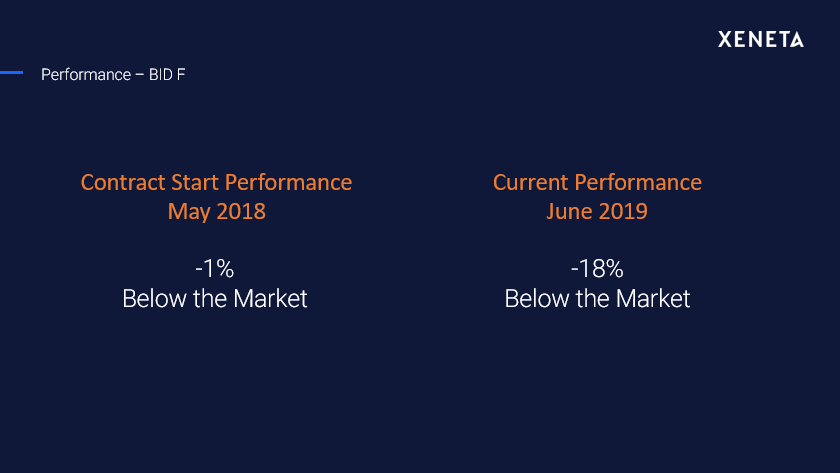 XENETA
Performance – BID F
Contract Start Performance
May 2018
-1%
Below the Market
Current Performance
June 2019
-18%
Below the Market